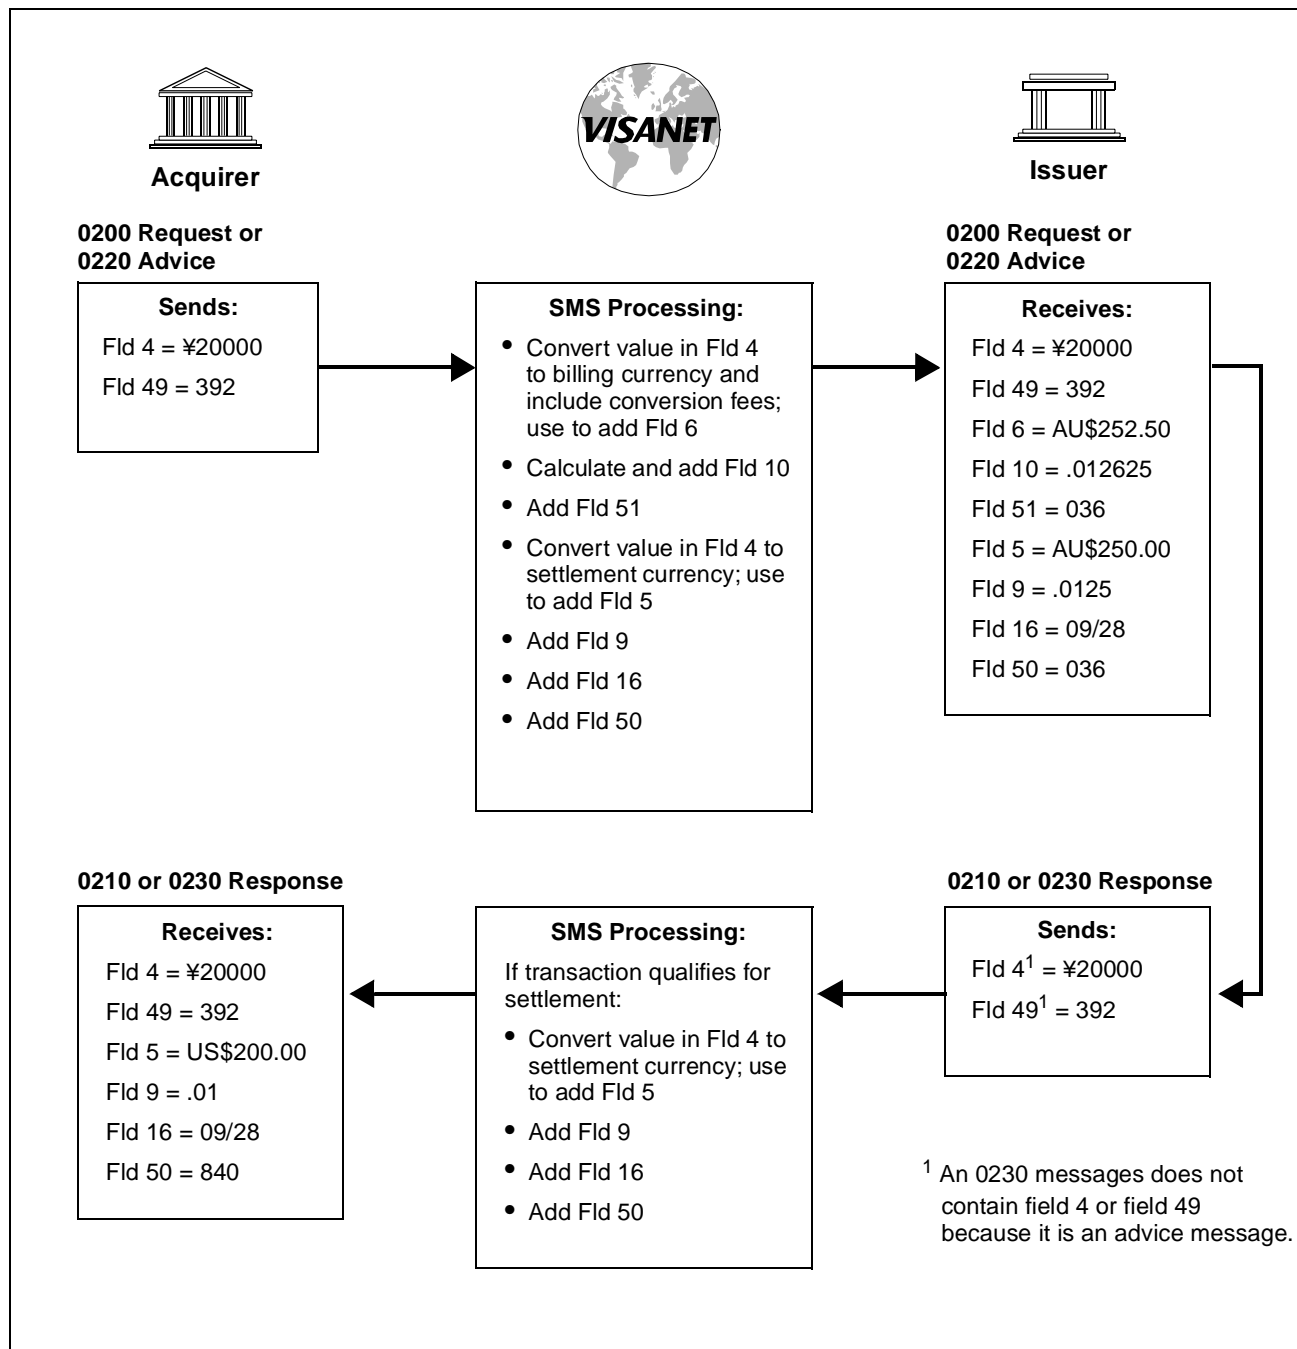 VISANET
Acquirer
Issuer
0200 Request or
0220 Advice
Sends:
Fld 4 = ¥20000
Fld 49 = 392
SMS Processing:
• Convert value in Fld 4
to billing currency and
include conversion fees;
use to add Fld 6
• Calculate and add Fld 10
• Add Fld 51
• Convert value in Fld 4 to
settlement currency; use
to add Fld 5
• Add Fld 9
• Add Fld 16
• Add Fld 50
0200 Request or
0220 Advice
Receives:
Fld 4 = ¥20000
Fld 49 = 392
Fld 6 = AU$252.50
Fld 10 = .012625
Fld 51 = 036
Fld 5 = AU$250.00
Fld 9 = .0125
Fld 16 = 09/28
Fld 50 = 036
0210 or 0230 Response
Sends:
Fld 4¹ = ¥20000
Fld 49¹ = 392
SMS Processing:
If transaction qualifies for
settlement:
• Convert value in Fld 4 to
settlement currency; use
to add Fld 5
• Add Fld 9
• Add Fld 16
• Add Fld 50
0210 or 0230 Response
Receives:
Fld 4 = ¥20000
Fld 49 = 392
Fld 5 = US$200.00
Fld 9 = .01
Fld 16 = 09/28
Fld 50 = 840
¹ An 0230 messages does not
contain field 4 or field 49
because it is an advice message.